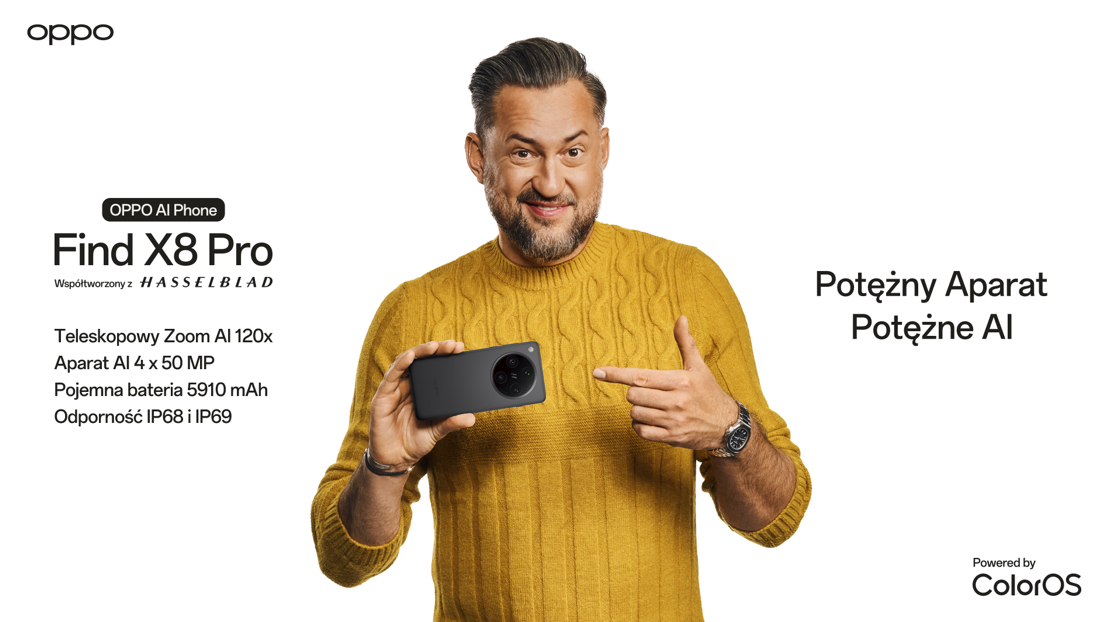 oppo
OPPO AI Phone
Find X8 Pro
Współtworzony z HASSELBLAD
Teleskopowy Zoom AI 120x
Aparat AI 4 x 50 MP
Pojemna bateria 5910 mAh
Odporność IP68 i IP69
Potężny Aparat
Potężne AI
Powered by
ColorOS